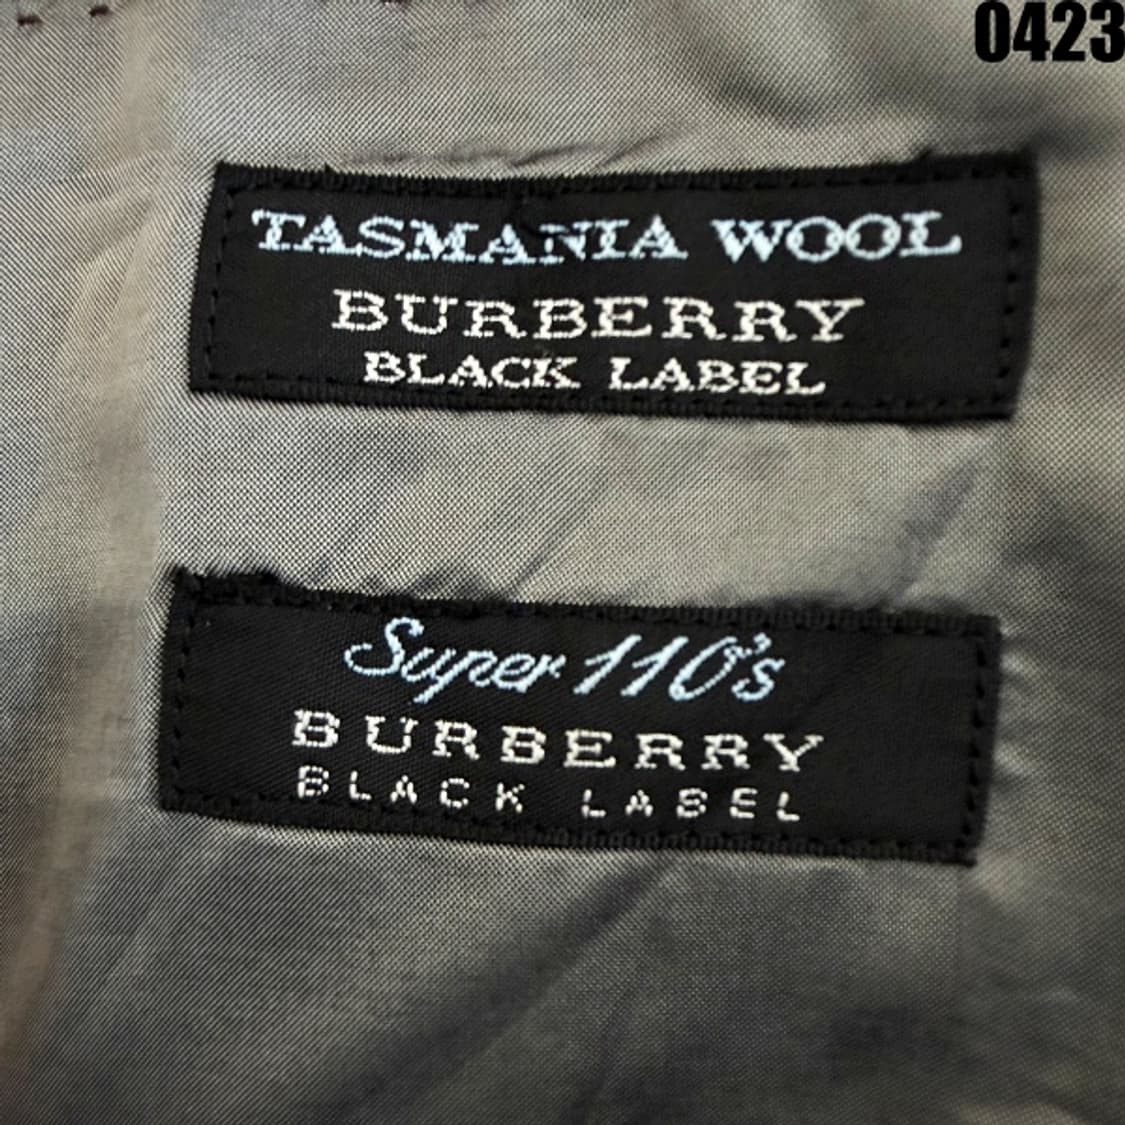 0423
TASMANIA WOOL
BURBERRY
BLACK LABEL
Super 110's
BURBERRY
BLACK LABEL